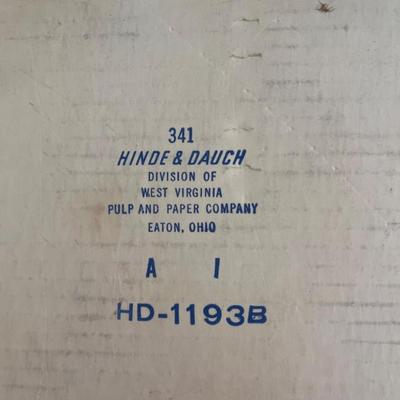 341
HINDE & DAUCH
DIVISION OF
WEST VIRGINIA
PULP AND PAPER COMPANY
EATON, OHIO
A I
HD-1193B